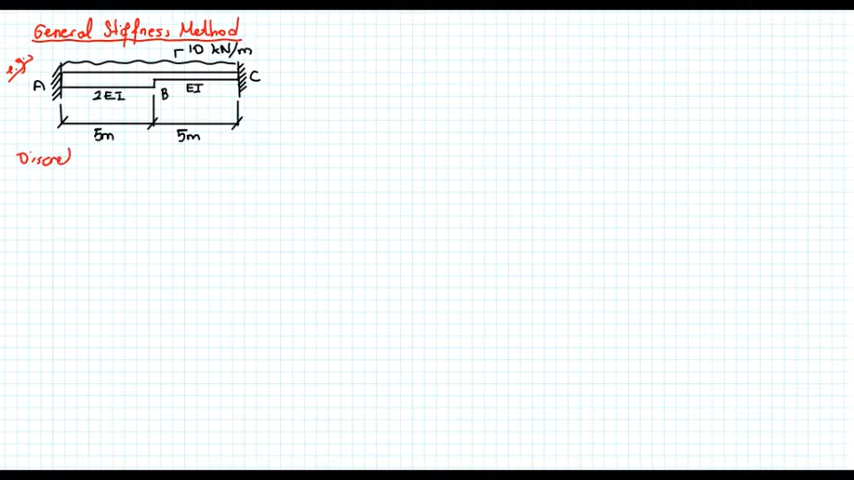 General Stiffness Method
10 kN/m
e.g.
A
C
2EI
B
EI
5m
5m
Discre